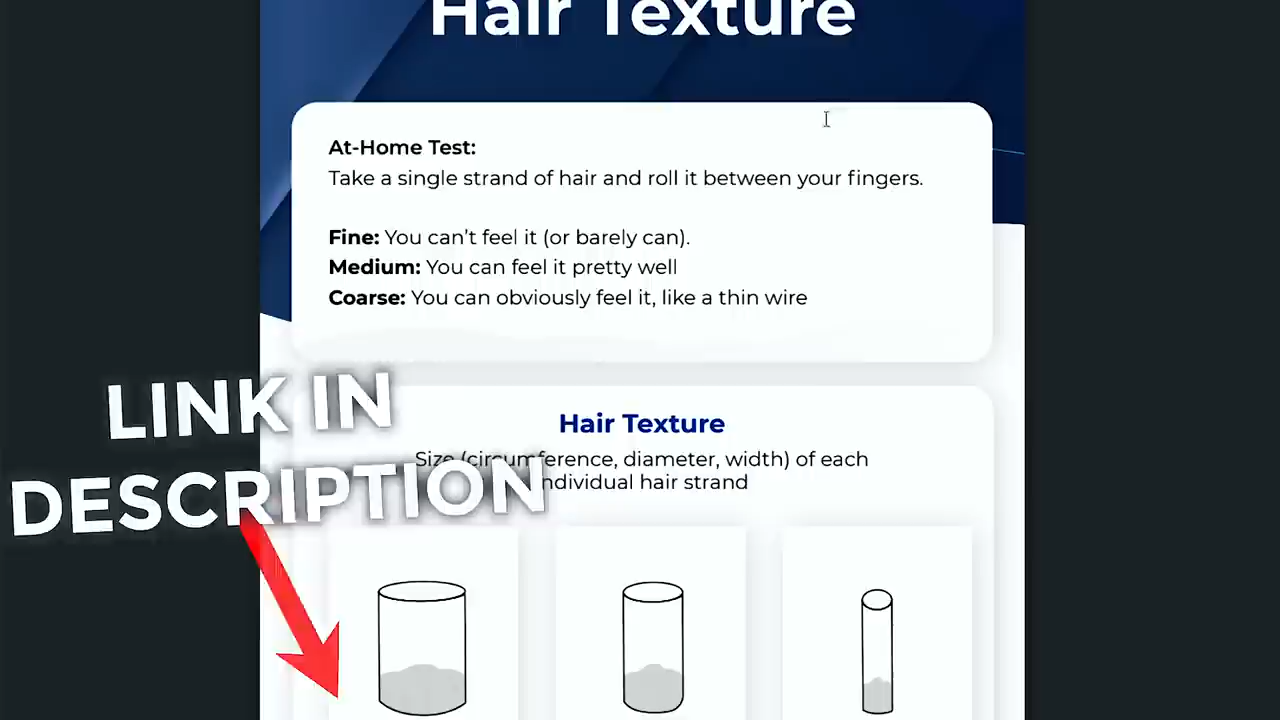 Hair Texture
At-Home Test:
Take a single strand of hair and roll it between your fingers.
Fine: You can’t feel it (or barely can).
Medium: You can feel it pretty well
Coarse: You can obviously feel it, like a thin wire
LINK IN
DESCRIPTION
Hair Texture
Size (circumference, diameter, width) of each
individual hair strand